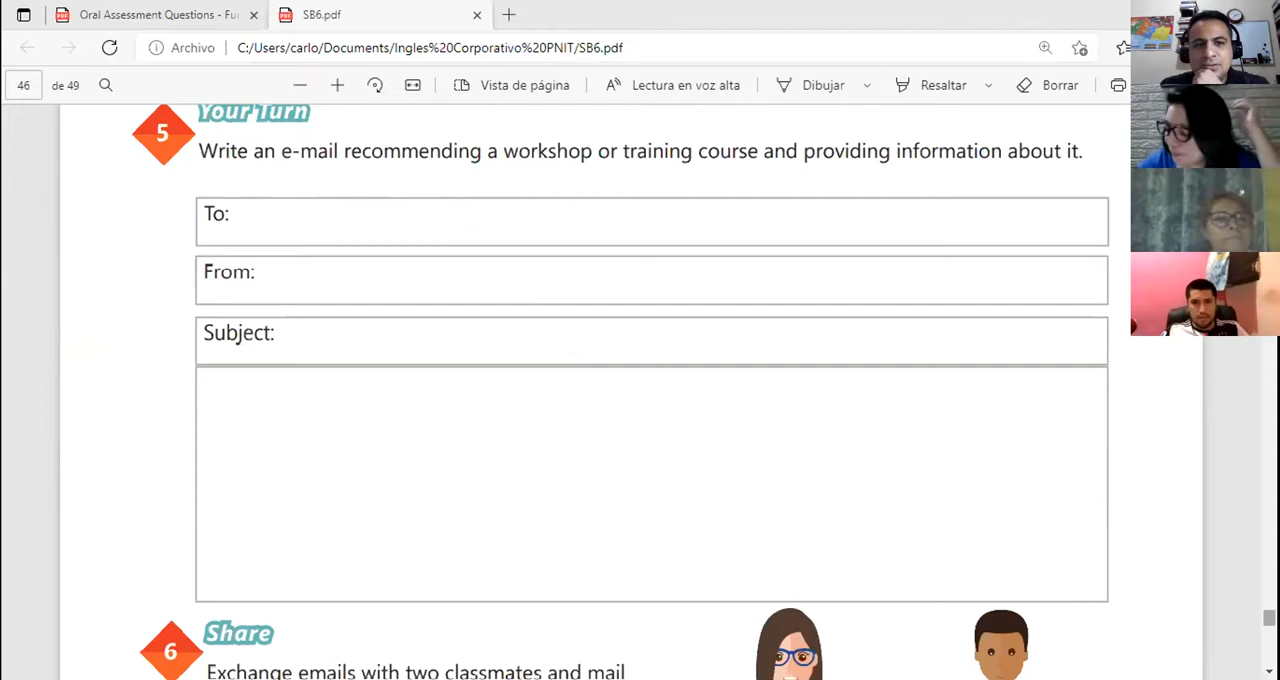 Oral Assessment Questions - Fu
SB6.pdf
Archivo
C:/Users/carlo/Documents/Ingles%20Corporativo%20PNIT/SB6.pdf
46
de 49
Vista de página
Lectura en voz alta
Dibujar
Resaltar
Borrar
5
Your Turn
Write an e-mail recommending a workshop or training course and providing information about it.
To:
From:
Subject:
6
Share
Exchange emails with two classmates and mail